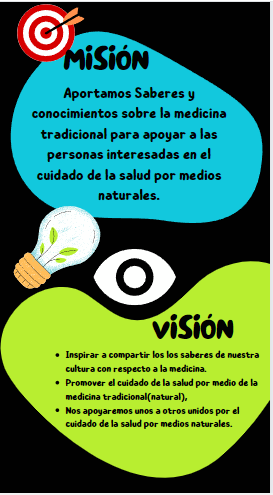 MiSIÓN
Aportamos Saberes y
conocimientos sobre la medicina
tradicional para apoyar a las
personas interesadas en el
cuidado de la salud por medios
naturales.
VISIÓN
• Inspirar a compartir los los saberes de nuestra
cultura con respecto a la medicina.
• Promover el cuidado de la salud por medio de la
medicina tradicional(natural),
• Nos apoyaremos unos a otros unidos por el
cuidado de la salud por medios naturales.